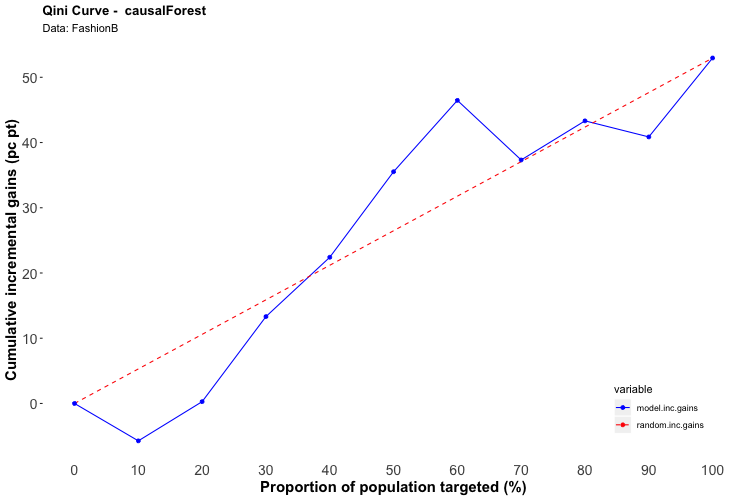 Qini Curve -  causalForest
Data: FashionB
Cumulative incremental gains (pc pt)
50
40
30
20
10
0
variable
model.inc.gains
random.inc.gains
0 10 20 30 40 50 60 70 80 90 100
Proportion of population targeted (%)